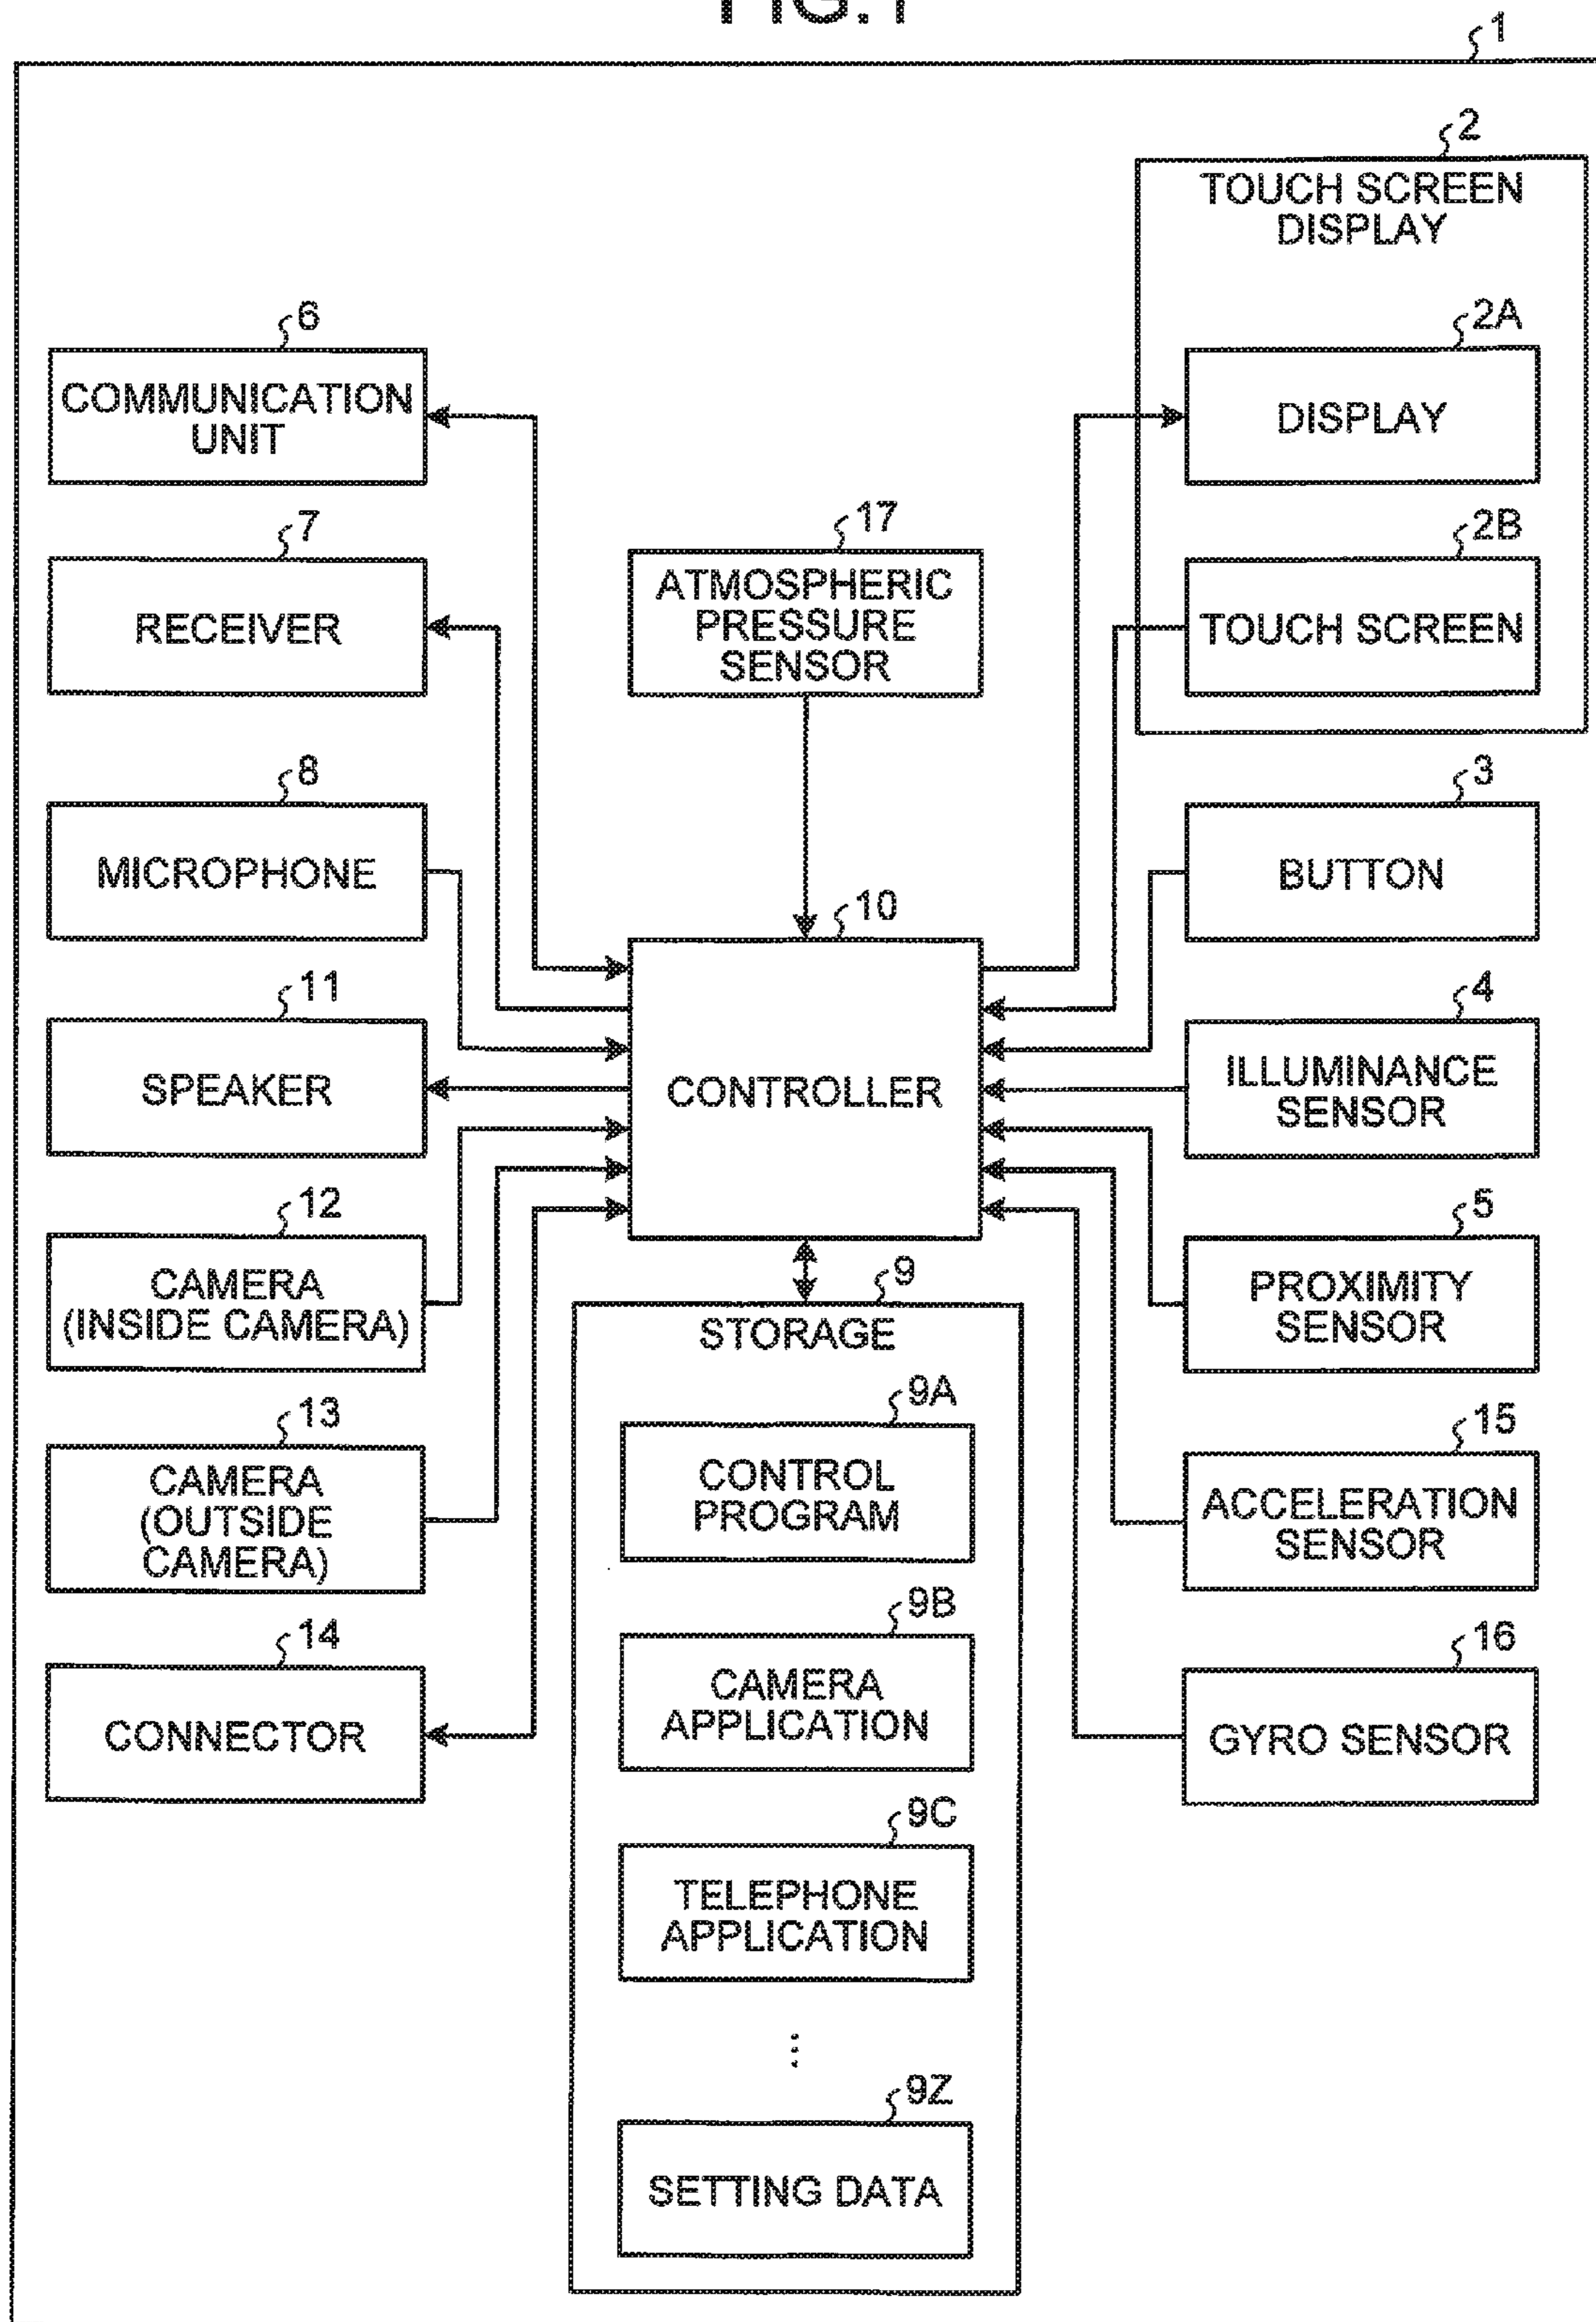 FIG.1
1
2
TOUCH SCREEN
DISPLAY
2A
DISPLAY
2B
TOUCH SCREEN
6
COMMUNICATION
UNIT
7
RECEIVER
17
ATMOSPHERIC
PRESSURE
SENSOR
8
MICROPHONE
3
BUTTON
10
CONTROLLER
11
SPEAKER
4
ILLUMINANCE
SENSOR
12
CAMERA
(INSIDE CAMERA)
5
PROXIMITY
SENSOR
13
CAMERA
(OUTSIDE
CAMERA)
15
ACCELERATION
SENSOR
14
CONNECTOR
16
GYRO SENSOR
9
STORAGE
9A
CONTROL
PROGRAM
9B
CAMERA
APPLICATION
9C
TELEPHONE
APPLICATION
⋮
9Z
SETTING DATA